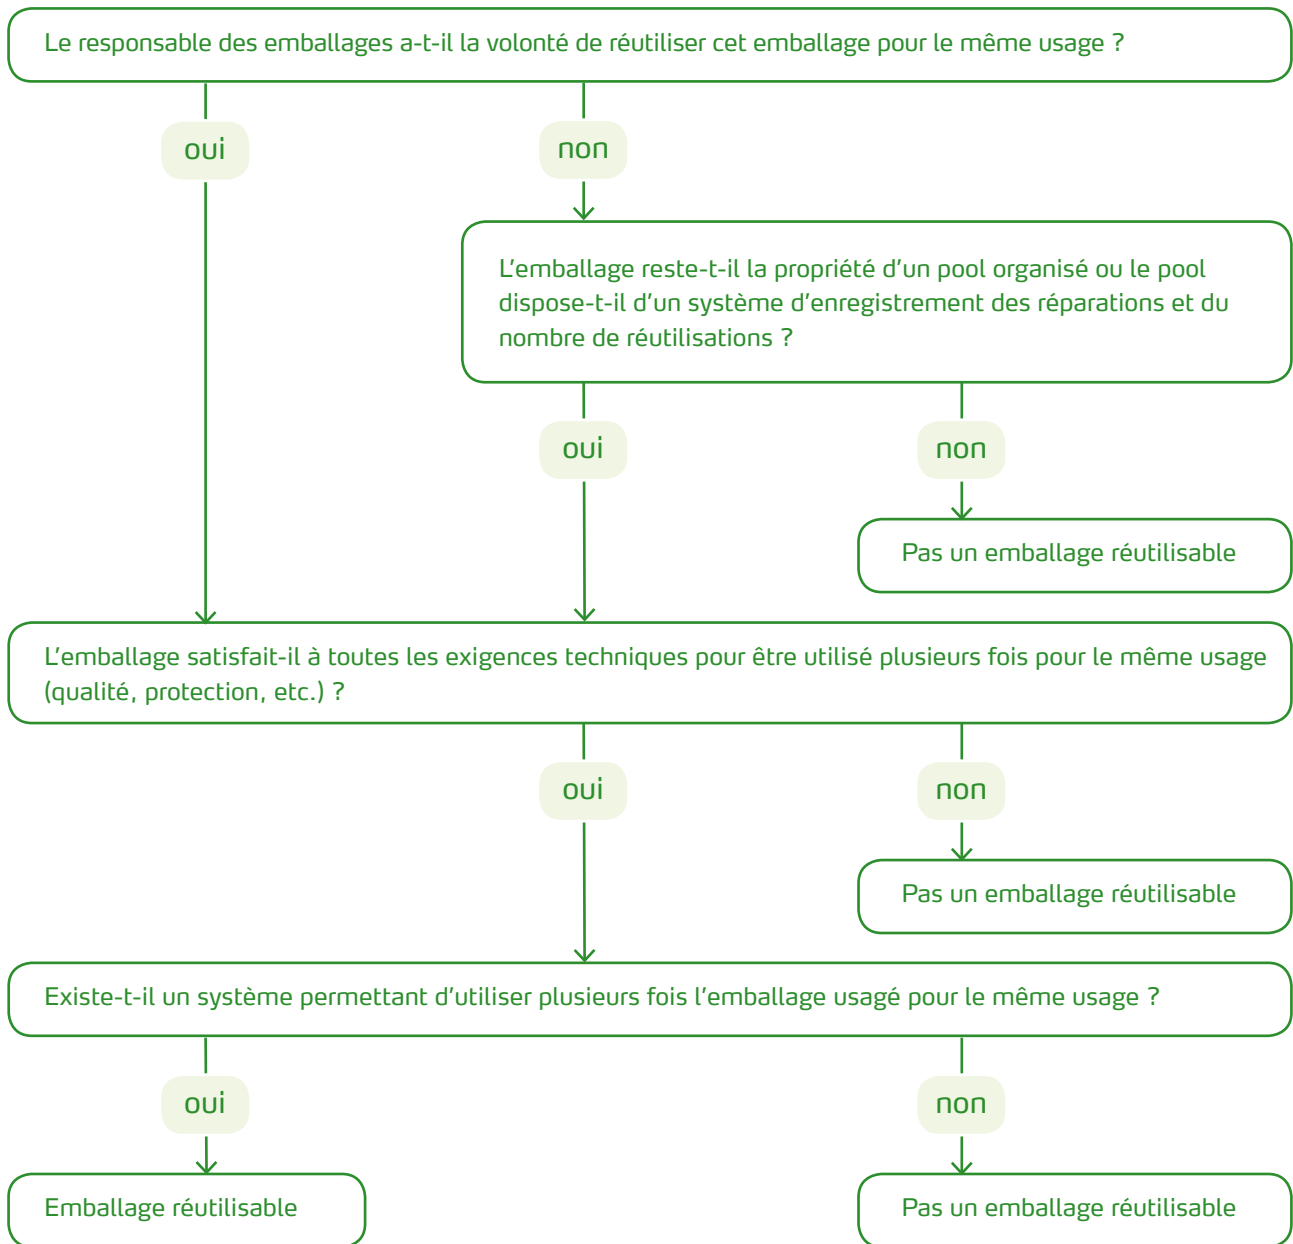 Le responsable des emballages a-t-il la volonté de réutiliser cet emballage pour le même usage ?
oui
non
L’emballage reste-t-il la propriété d’un pool organisé ou le pool
dispose-t-il d’un système d’enregistrement des réparations et du
nombre de réutilisations ?
oui
non
Pas un emballage réutilisable
L’emballage satisfait-il à toutes les exigences techniques pour être utilisé plusieurs fois pour le même usage
(qualité, protection, etc.) ?
oui
non
Pas un emballage réutilisable
Existe-t-il un système permettant d’utiliser plusieurs fois l’emballage usagé pour le même usage ?
oui
non
Emballage réutilisable
Pas un emballage réutilisable